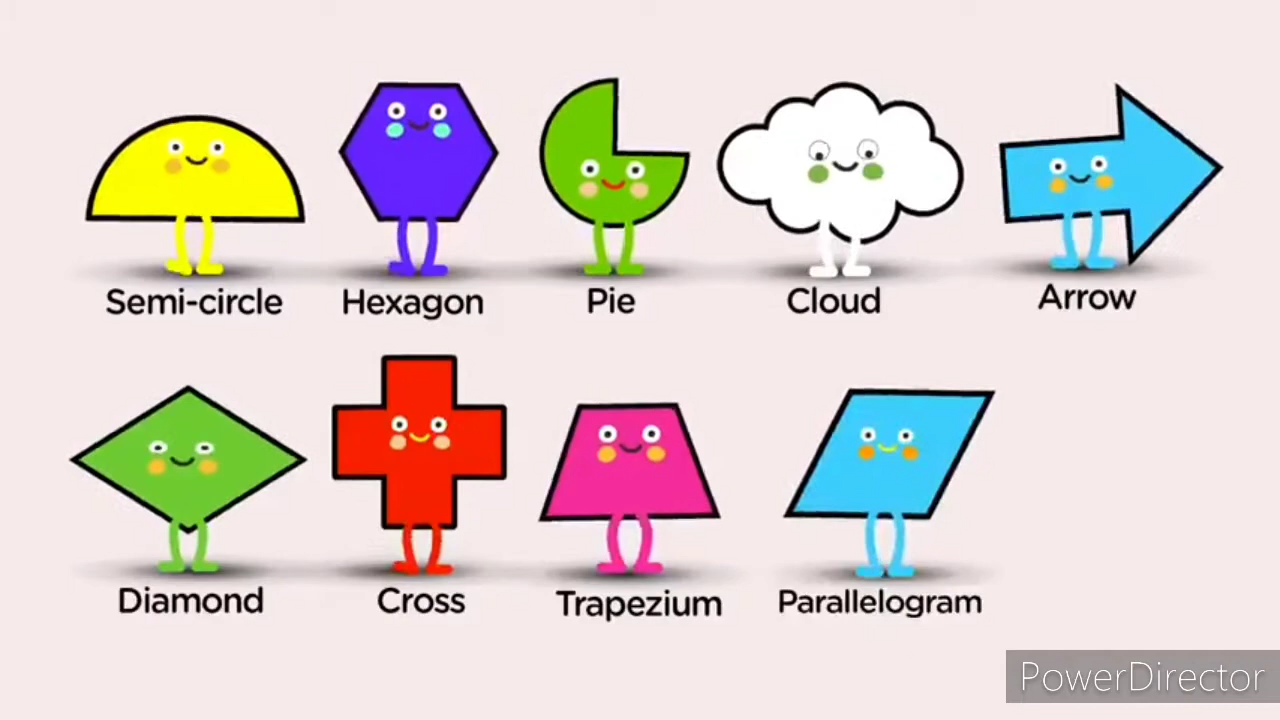 Semi-circle Hexagon Pie Cloud Arrow
Diamond Cross Trapezium Parallelogram
PowerDirector